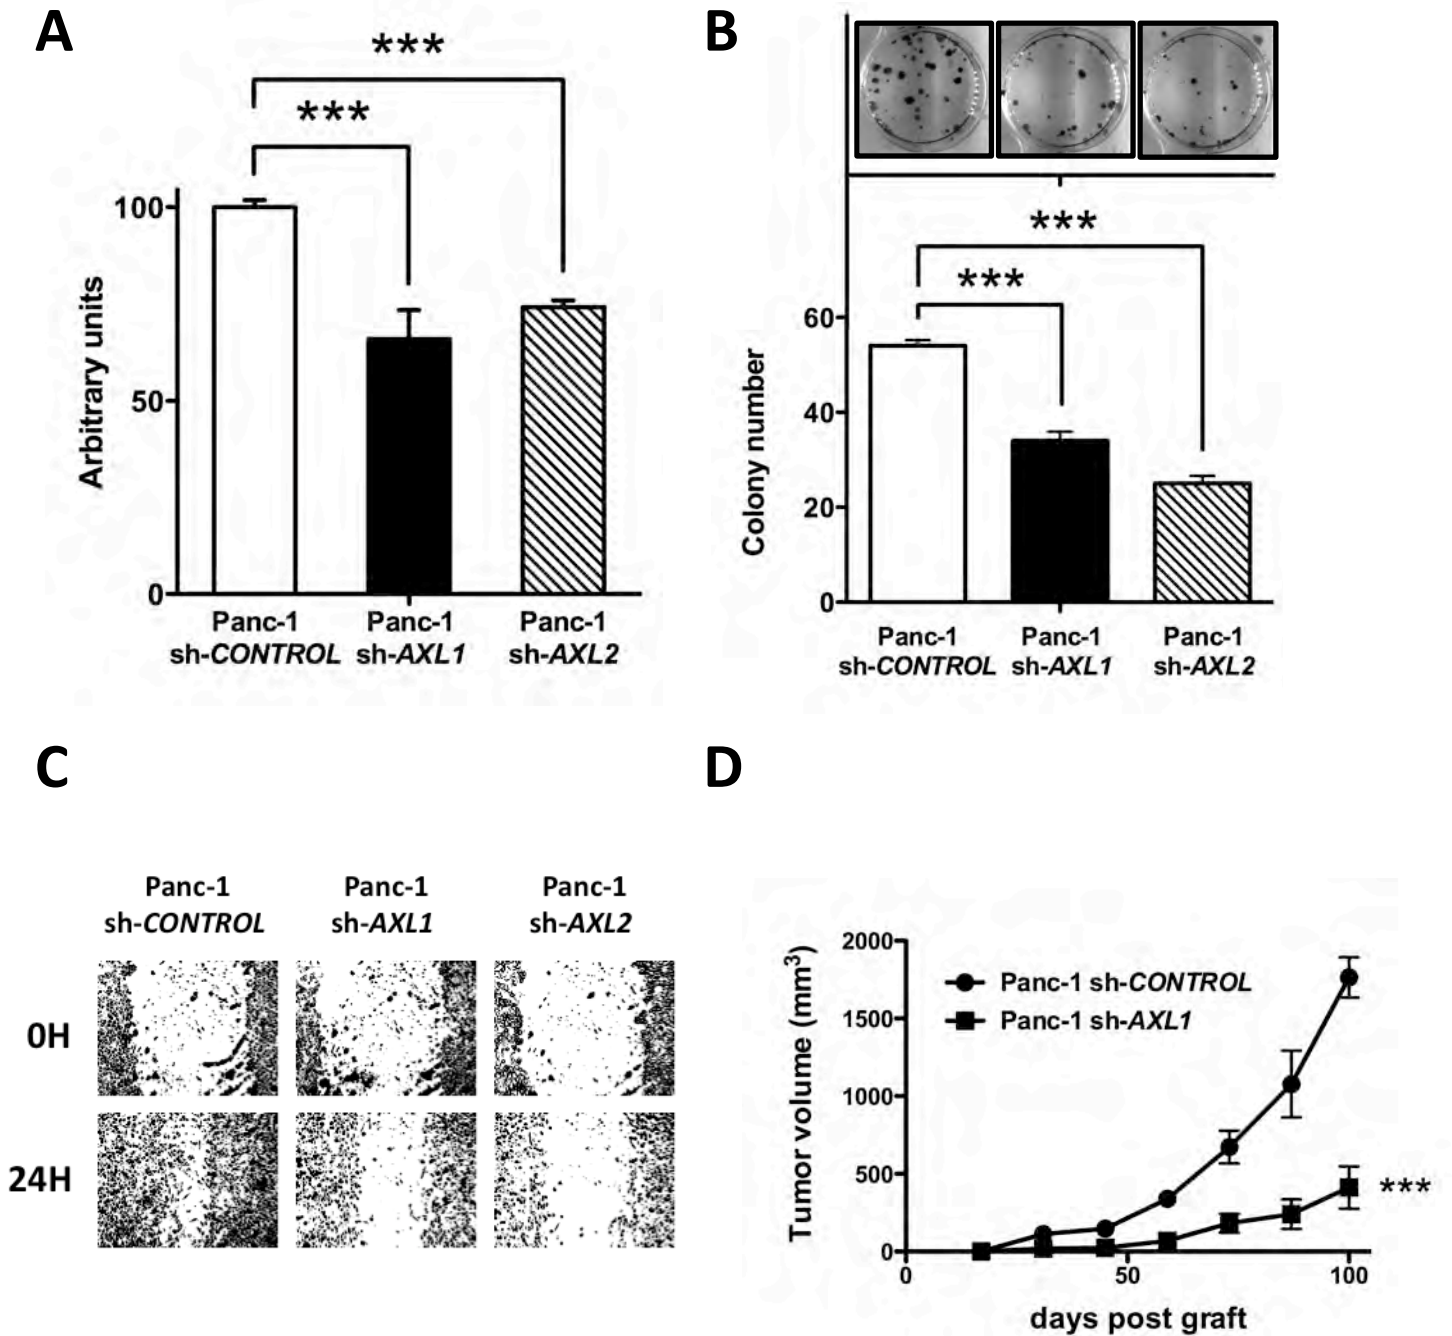 A
***
***
100
50
0
Arbitrary units
Panc-1
sh-CONTROL
Panc-1
sh-AXL1
Panc-1
sh-AXL2
B
***
***
60
40
20
0
Colony number
Panc-1
sh-CONTROL
Panc-1
sh-AXL1
Panc-1
sh-AXL2
C
Panc-1
sh-CONTROL
Panc-1
sh-AXL1
Panc-1
sh-AXL2
0H
24H
D
2000
1500
1000
500
0
Tumor volume (mm³)
Panc-1 sh-CONTROL
Panc-1 sh-AXL1
***
0
50
100
days post graft